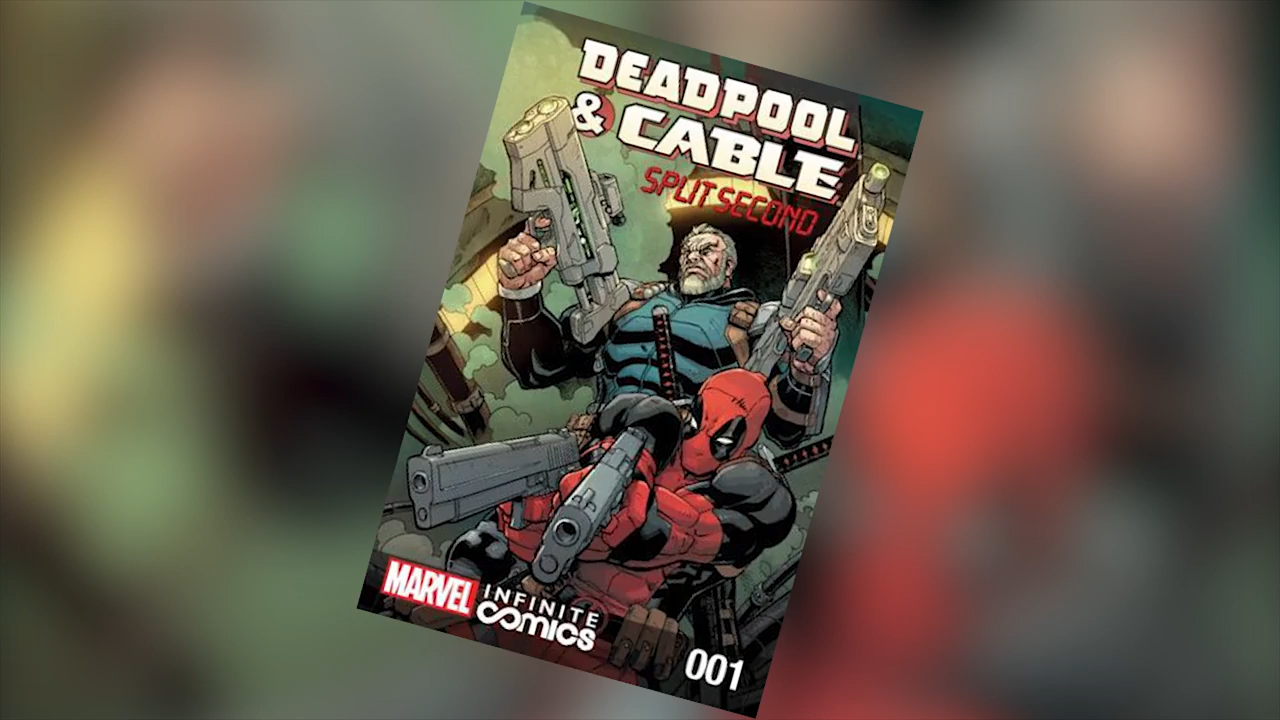 DEADPOOL
& CABLE
SPLIT SECOND
MARVEL
INFINITE
COMICS
001